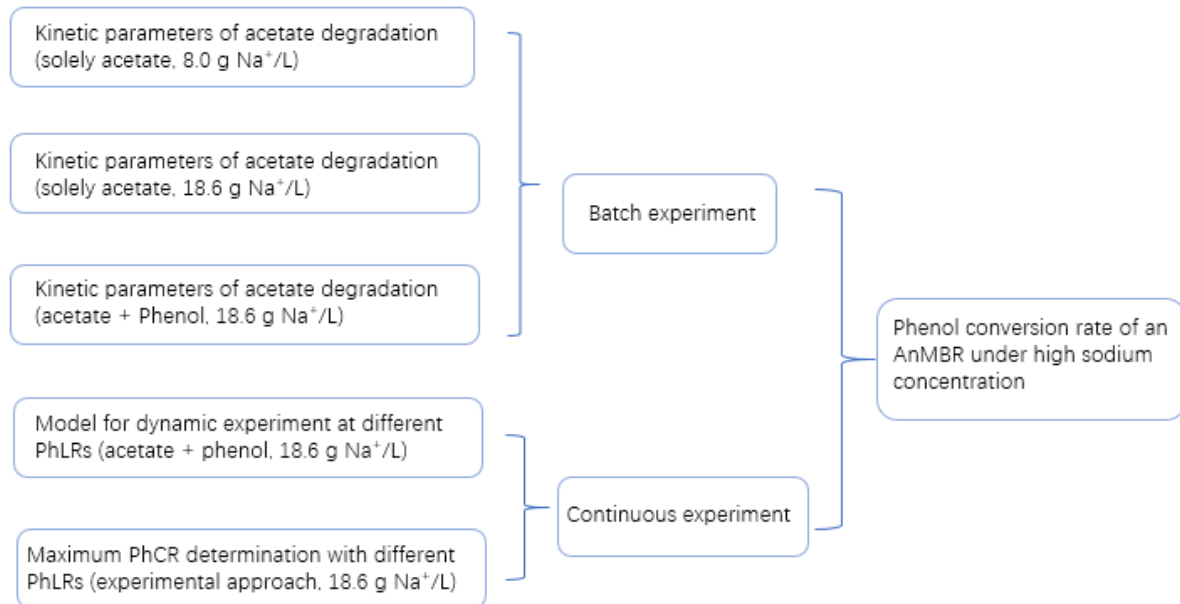 Kinetic parameters of acetate degradation
(solely acetate, 8.0 g Na⁺/L)
Kinetic parameters of acetate degradation
(solely acetate, 18.6 g Na⁺/L)
Kinetic parameters of acetate degradation
(acetate + Phenol, 18.6 g Na⁺/L)
Batch experiment
Model for dynamic experiment at different
PhLRs (acetate + phenol, 18.6 g Na⁺/L)
Maximum PhCR determination with different
PhLRs (experimental approach, 18.6 g Na⁺/L)
Continuous experiment
Phenol conversion rate of an
AnMBR under high sodium
concentration